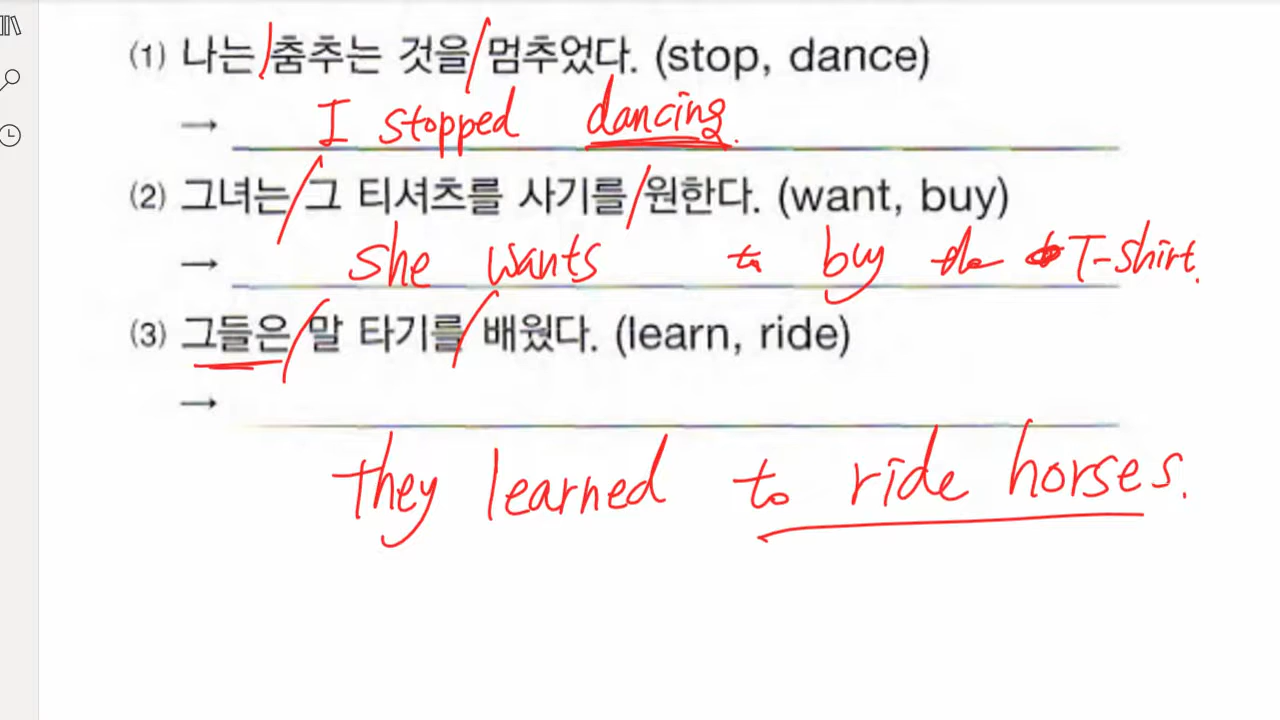 (1) 나는 춤추는 것을 멈추었다. (stop, dance)
→ I stopped dancing.
(2) 그녀는 그 티셔츠를 사기를 원한다. (want, buy)
→ she wants to buy the T-shirt.
(3) 그들은 말 타기를 배웠다. (learn, ride)
→
they learned to ride horses.